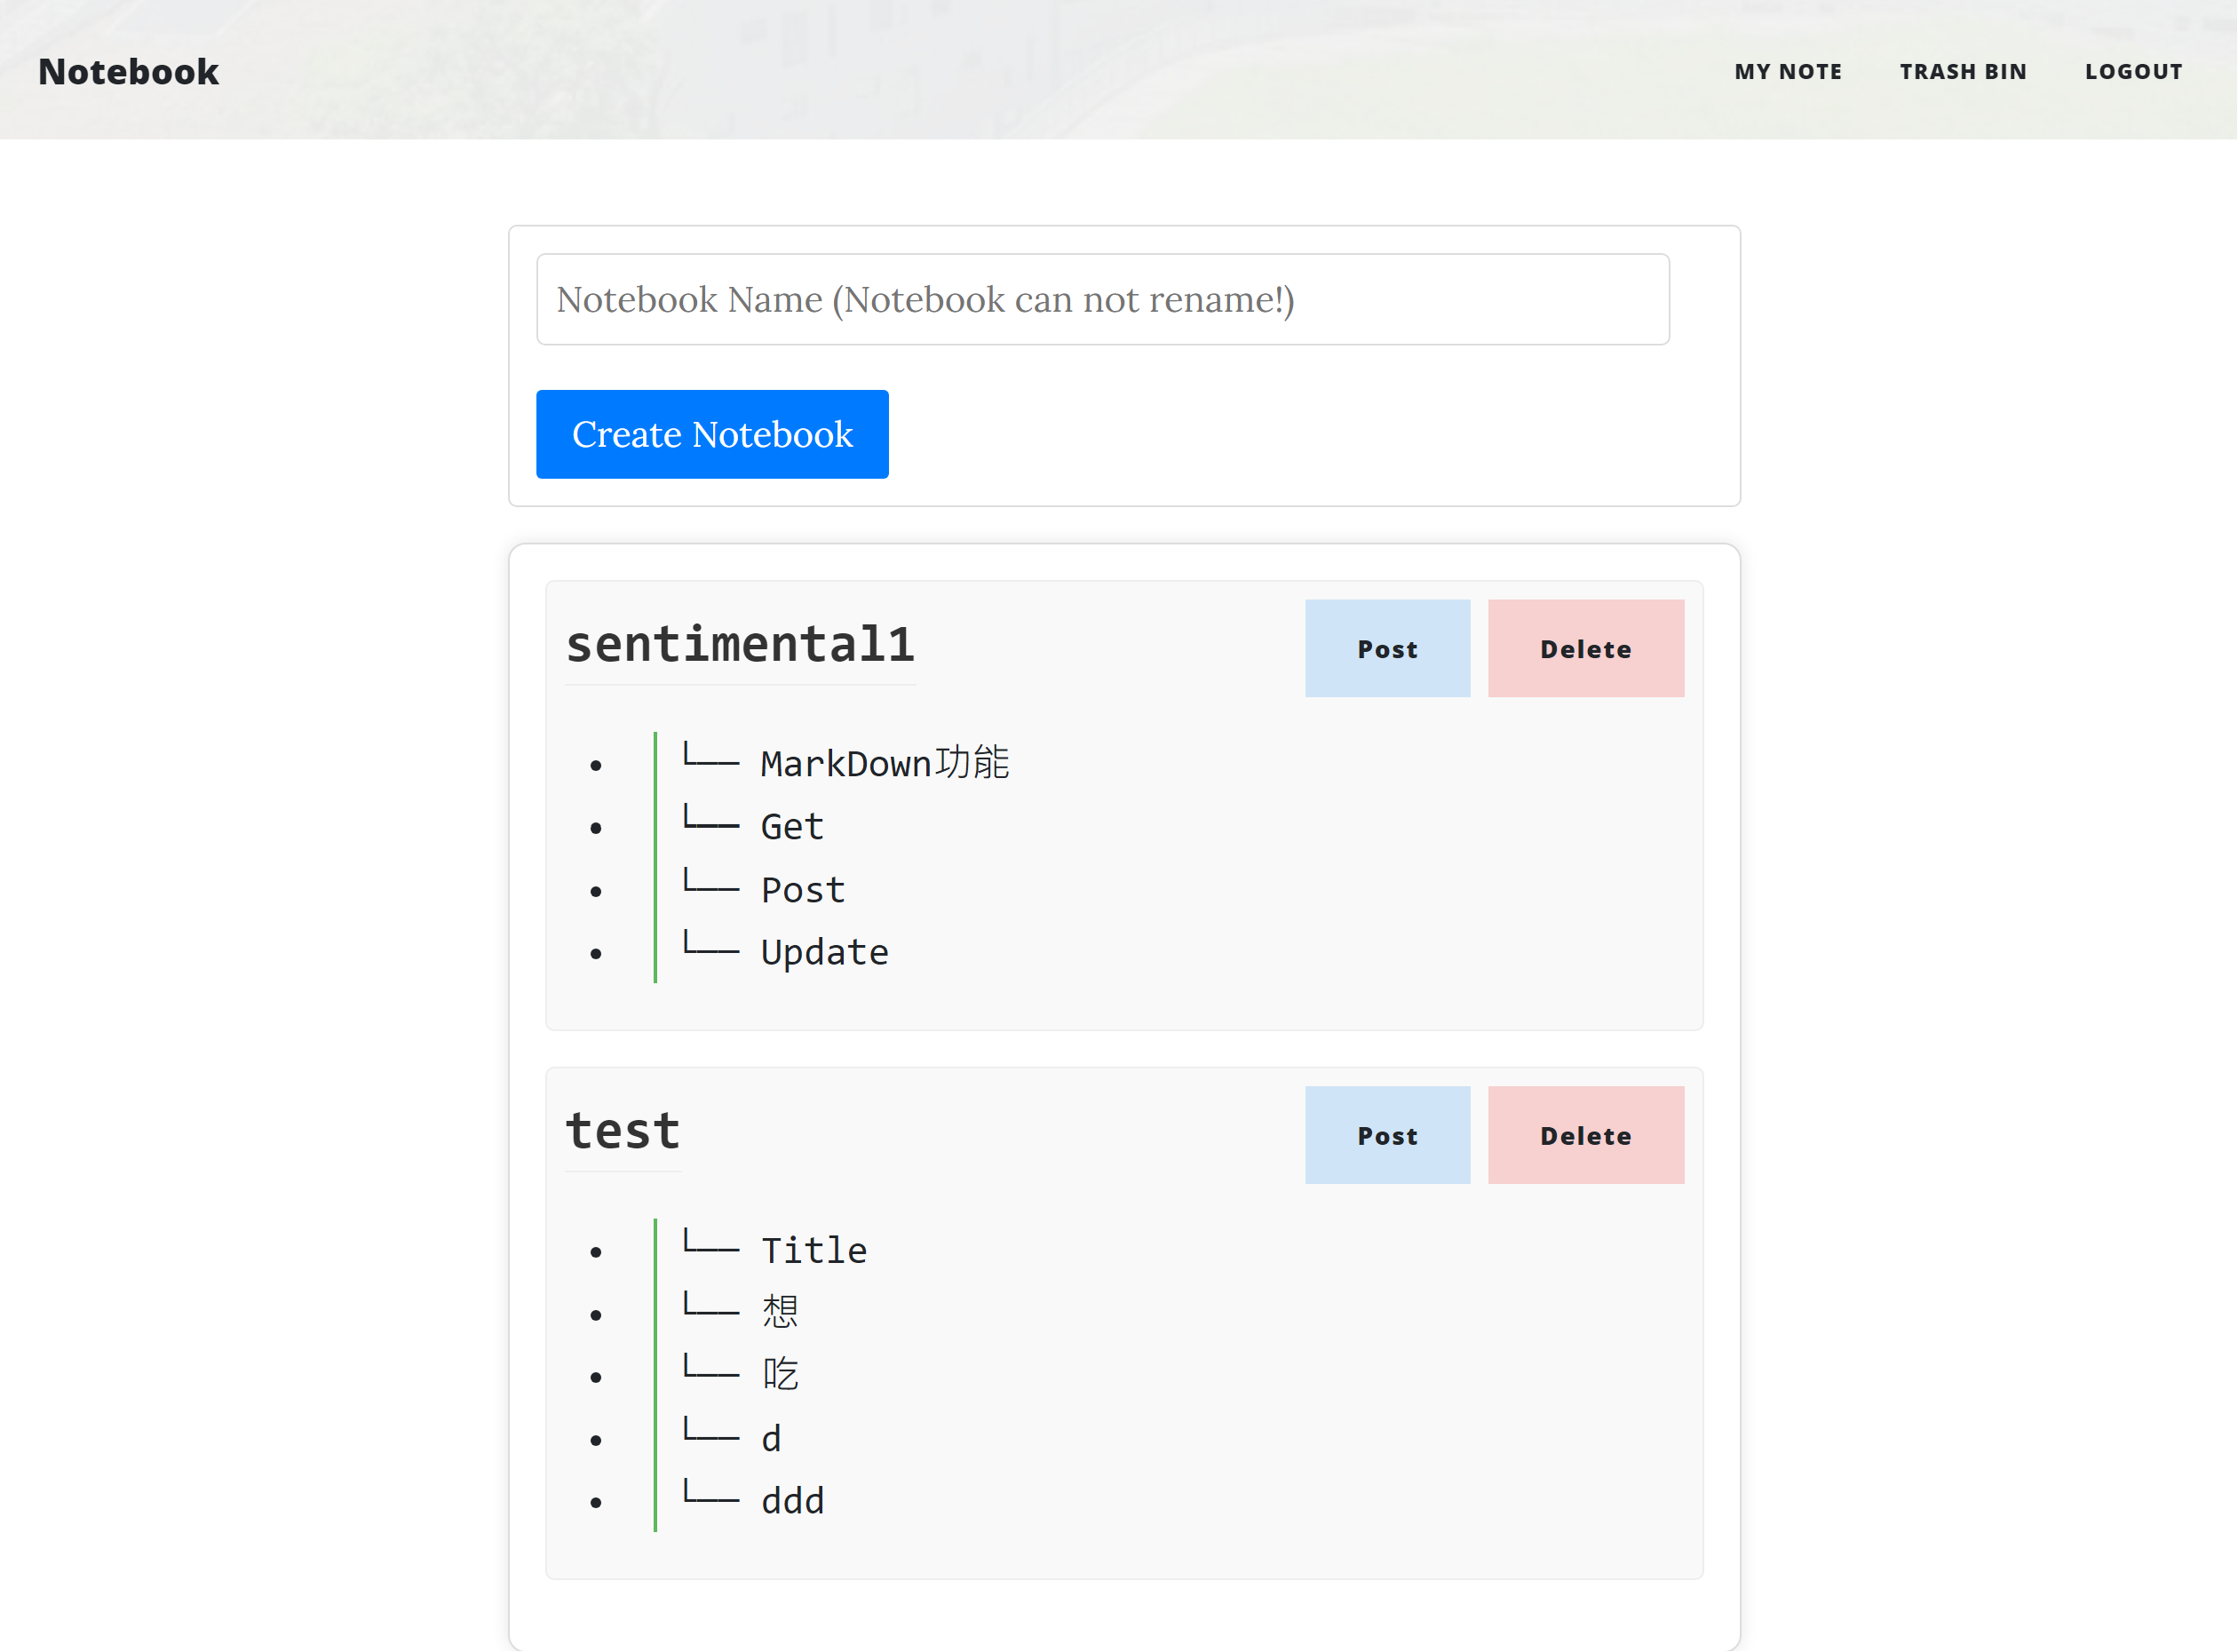 Notebook
MY NOTE TRASH BIN LOGOUT
Notebook Name (Notebook can not rename!)
Create Notebook
sentimental1
Post Delete
• └── MarkDown功能
• └── Get
• └── Post
• └── Update
test
Post Delete
• └── Title
• └── 想
• └── 吃
• └── d
• └── ddd